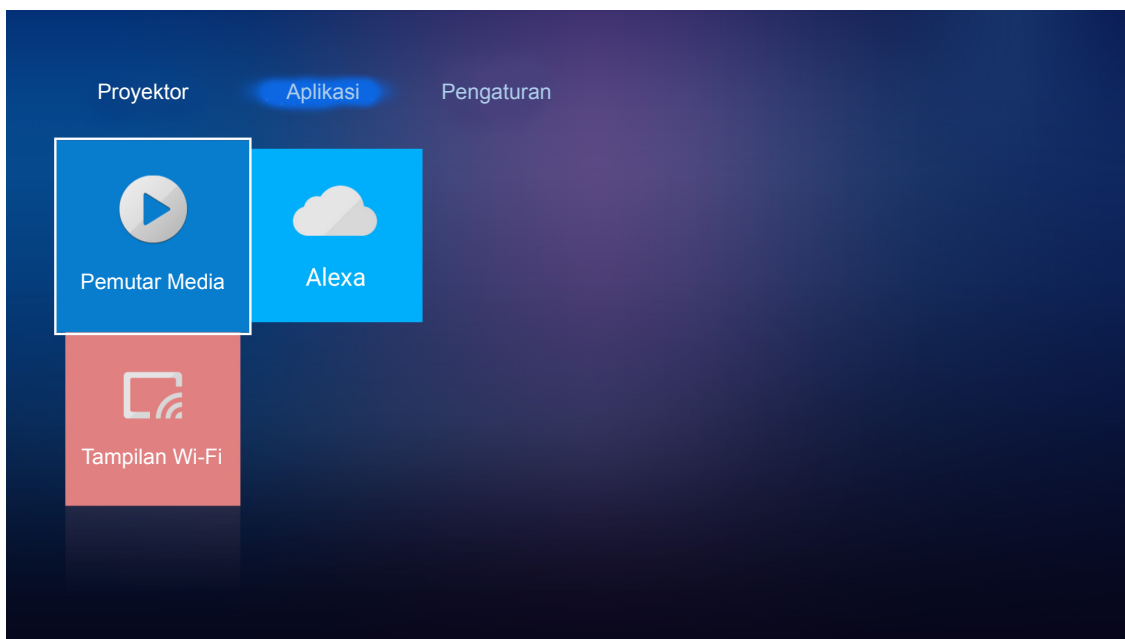 Proyektor Aplikasi Pengaturan
Pemutar Media
Alexa
Tampilan Wi-Fi